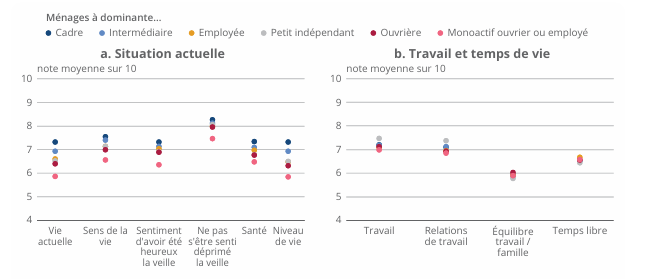 Ménages à dominante...
Cadre Intermédiaire Employée Petit indépendant Ouvrière Monoactif ouvrier ou employé
a. Situation actuelle
note moyenne sur 10
10
9
8
7
6
5
4
Vie
actuelle
Sens de la
vie
Sentiment
d'avoir été
heureux
la veille
Ne pas
s'être senti
déprimé
la veille
Santé
Niveau
de vie
b. Travail et temps de vie
note moyenne sur 10
10
9
8
7
6
5
4
Travail
Relations
de travail
Équilibre
travail /
famille
Temps libre